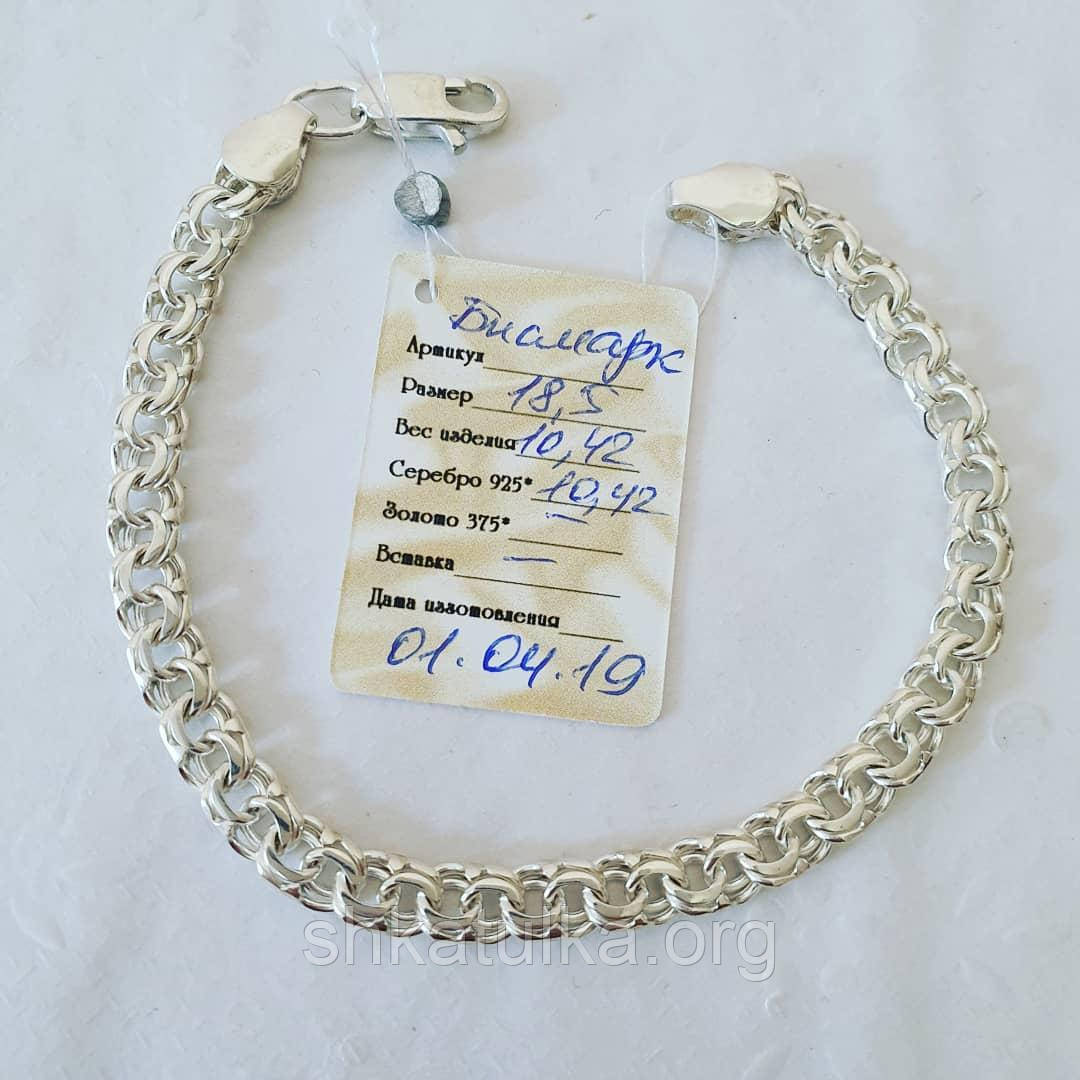 Бисмарк
Артикул
Размер 18,5
Вес изделия 10,42
Серебро 925* 10,42
Золото 375* —
Вставка —
Дата изготовления
01.04.19
shkatulka.org